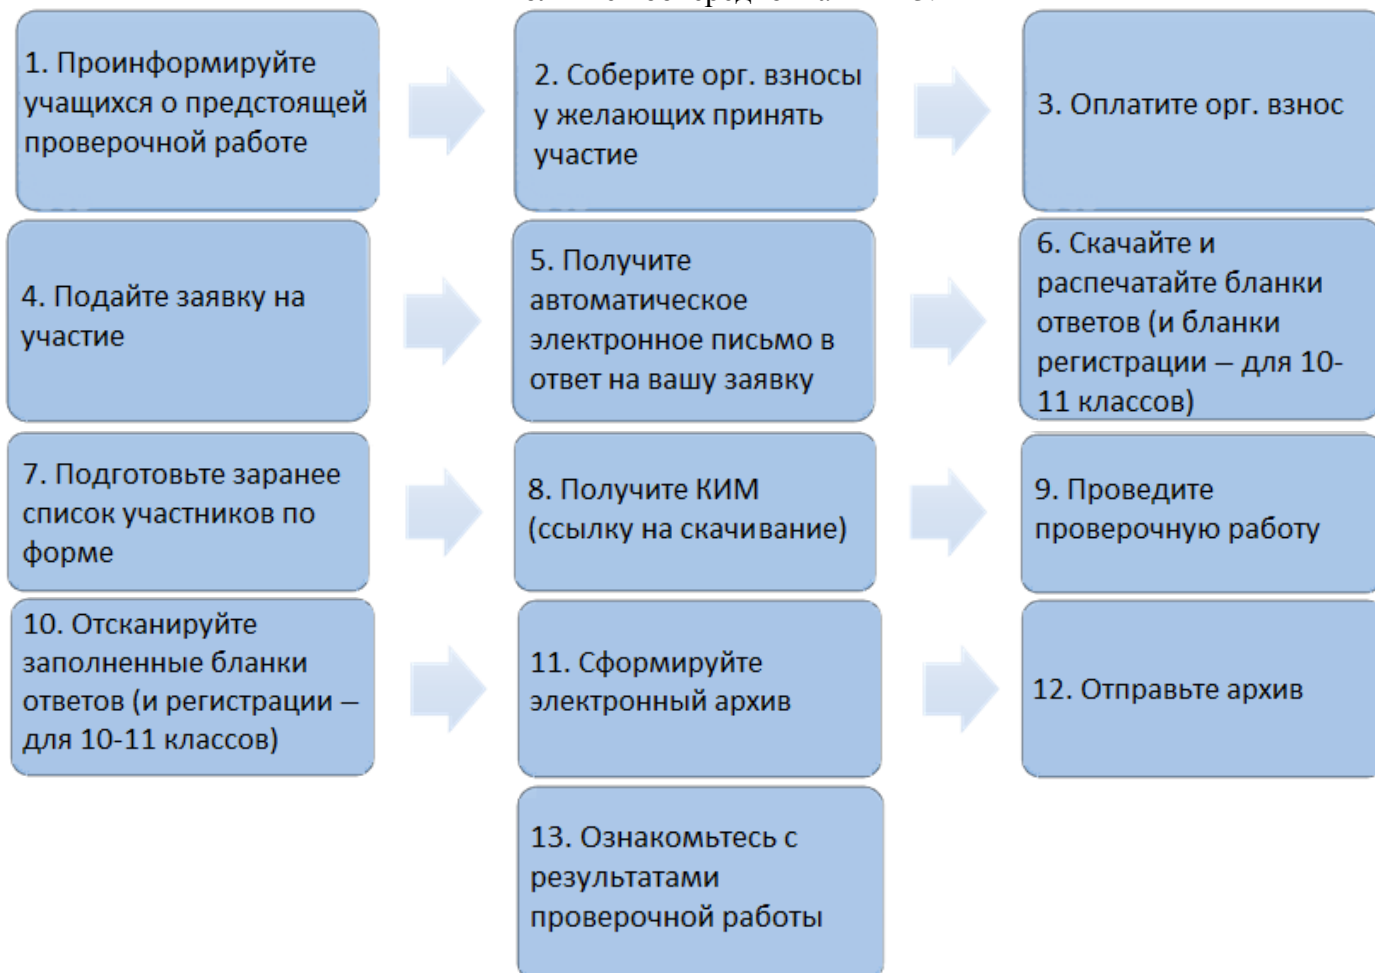 1. Проинформируйте
учащихся о предстоящей
проверочной работе
2. Соберите орг. взносы
у желающих принять
участие
3. Оплатите орг. взнос
4. Подайте заявку на
участие
5. Получите
автоматическое
электронное письмо в
ответ на вашу заявку
6. Скачайте и
распечатайте бланки
ответов (и бланки
регистрации – для 10-
11 классов)
7. Подготовьте заранее
список участников по
форме
8. Получите КИМ
(ссылку на скачивание)
9. Проведите
проверочную работу
10. Отсканируйте
заполненные бланки
ответов (и регистрации –
для 10-11 классов)
11. Сформируйте
электронный архив
12. Отправьте архив
13. Ознакомьтесь с
результатами
проверочной работы